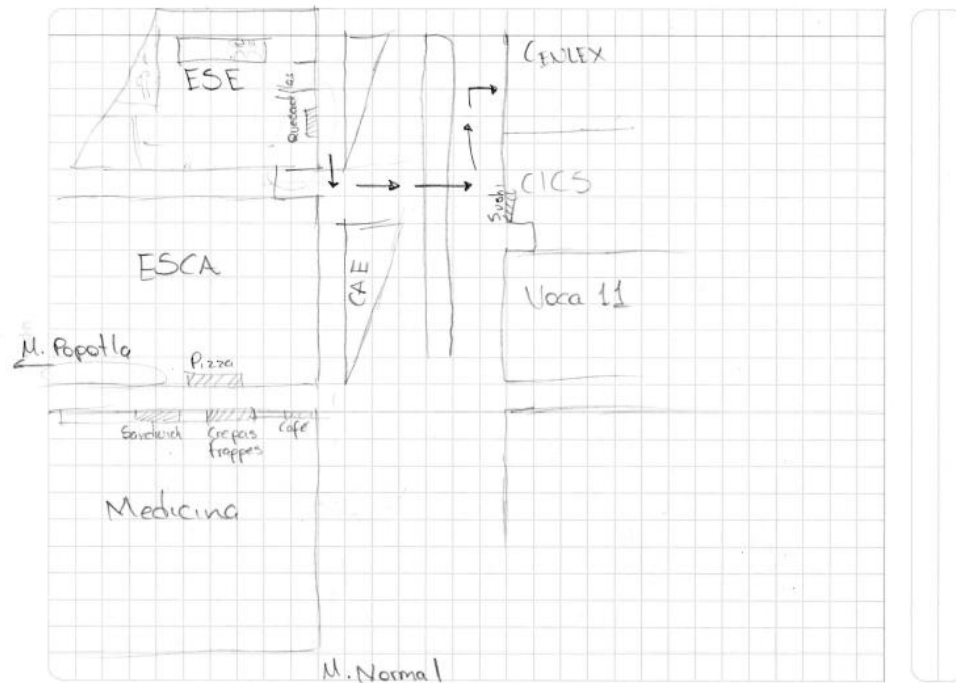 CENLEX
ESE
Quesadillas
CICS
Sushi
ESCA
CAE
Voca 11
M. Popotla
Pizza
Sandwich
Crepas
frappes
Café
Medicina
M. Normal